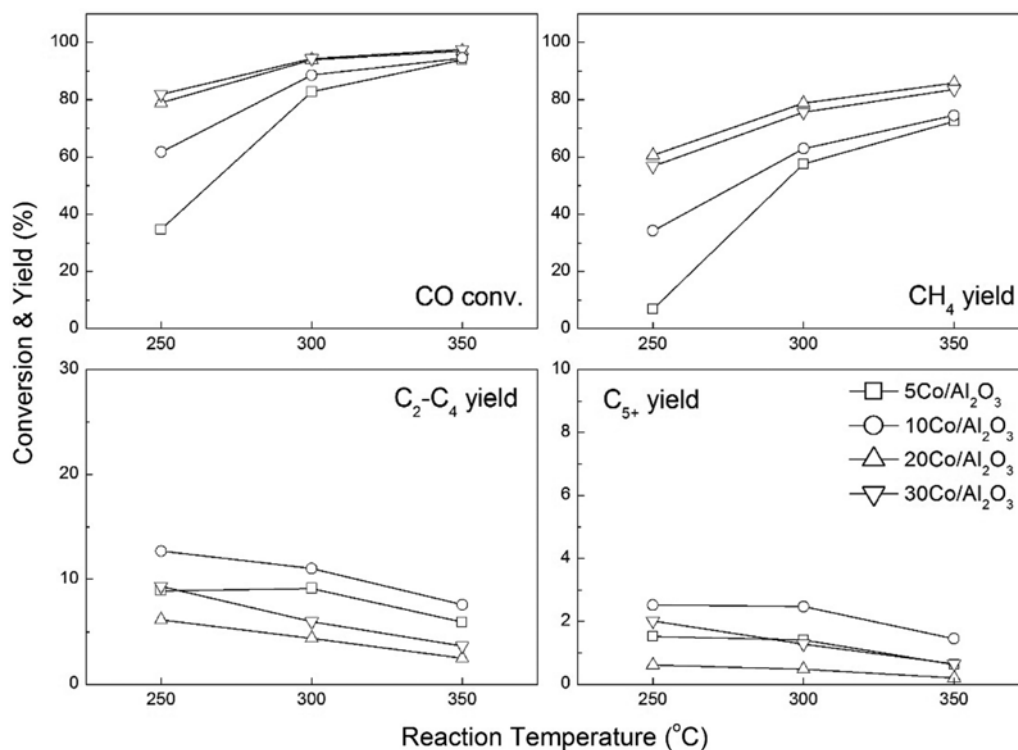 Conversion & Yield (%)
100
80
60
40
20
0
CO conv.
250 300 350
100
80
60
40
20
0
CH₄ yield
250 300 350
30
20
10
0
C₂-C₄ yield
250 300 350
10
8
6
4
2
0
C₅₊ yield
5Co/Al₂O₃
10Co/Al₂O₃
20Co/Al₂O₃
30Co/Al₂O₃
250 300 350
Reaction Temperature (°C)